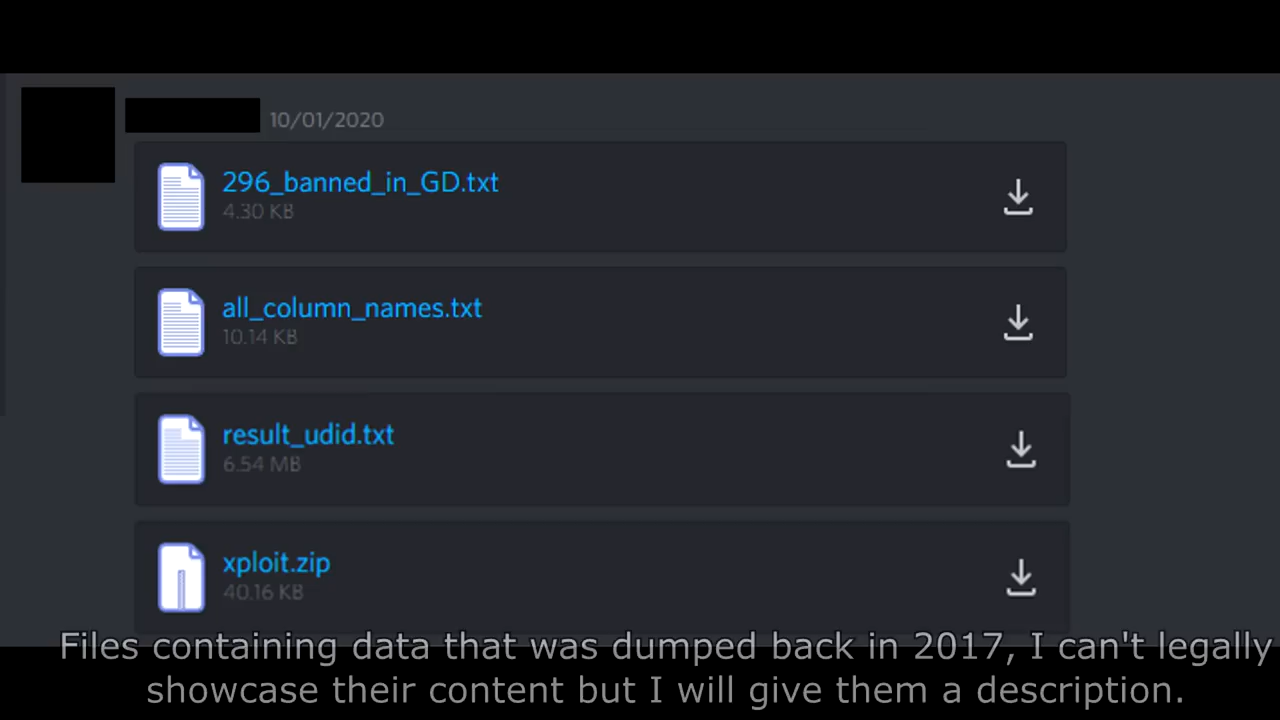 10/01/2020
296_banned_in_GD.txt
4.30 KB
all_column_names.txt
10.14 KB
result_udid.txt
6.54 MB
xploit.zip
40.16 KB
Files containing data that was dumped back in 2017, I can't legally
showcase their content but I will give them a description.